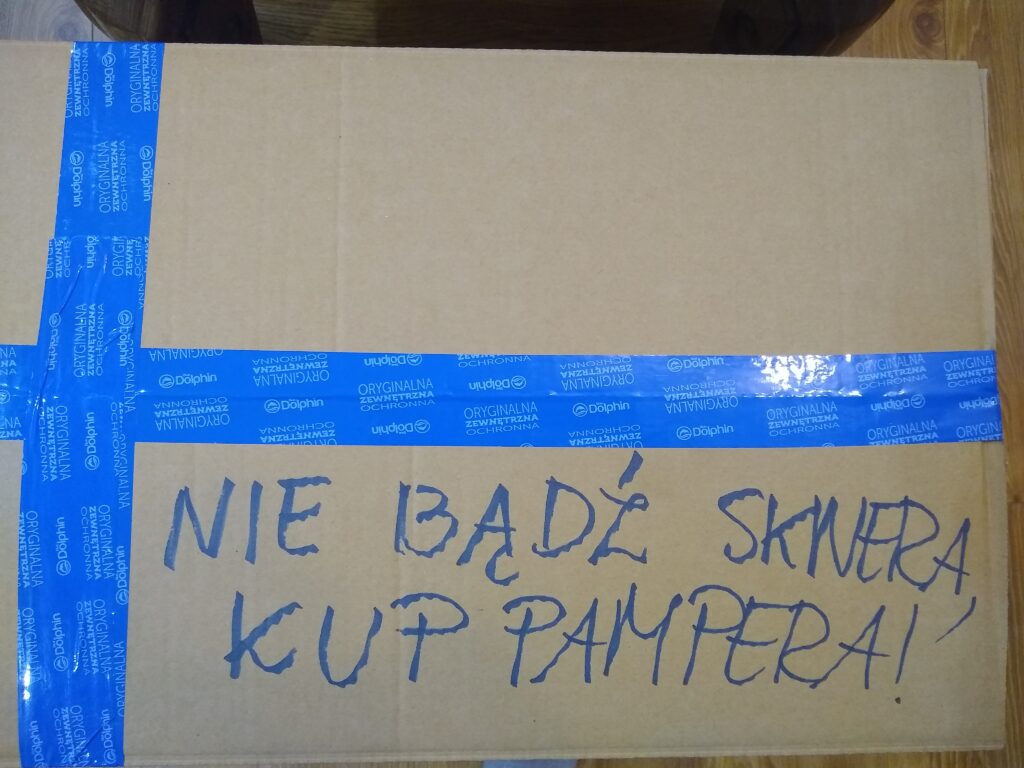 ORYGINALNA
ZEWNĘTRZNA
OCHRONNA
Dolphin
NIE BĄDŹ SKNERA,
KUP PAMPERA!